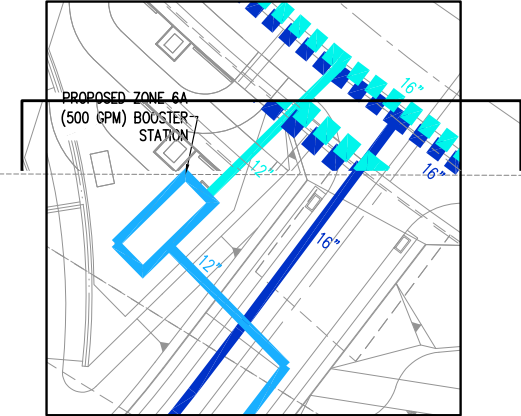 16"
PROPOSED ZONE 6A
(500 GPM) BOOSTER
STATION
12"
16"
16"
12"